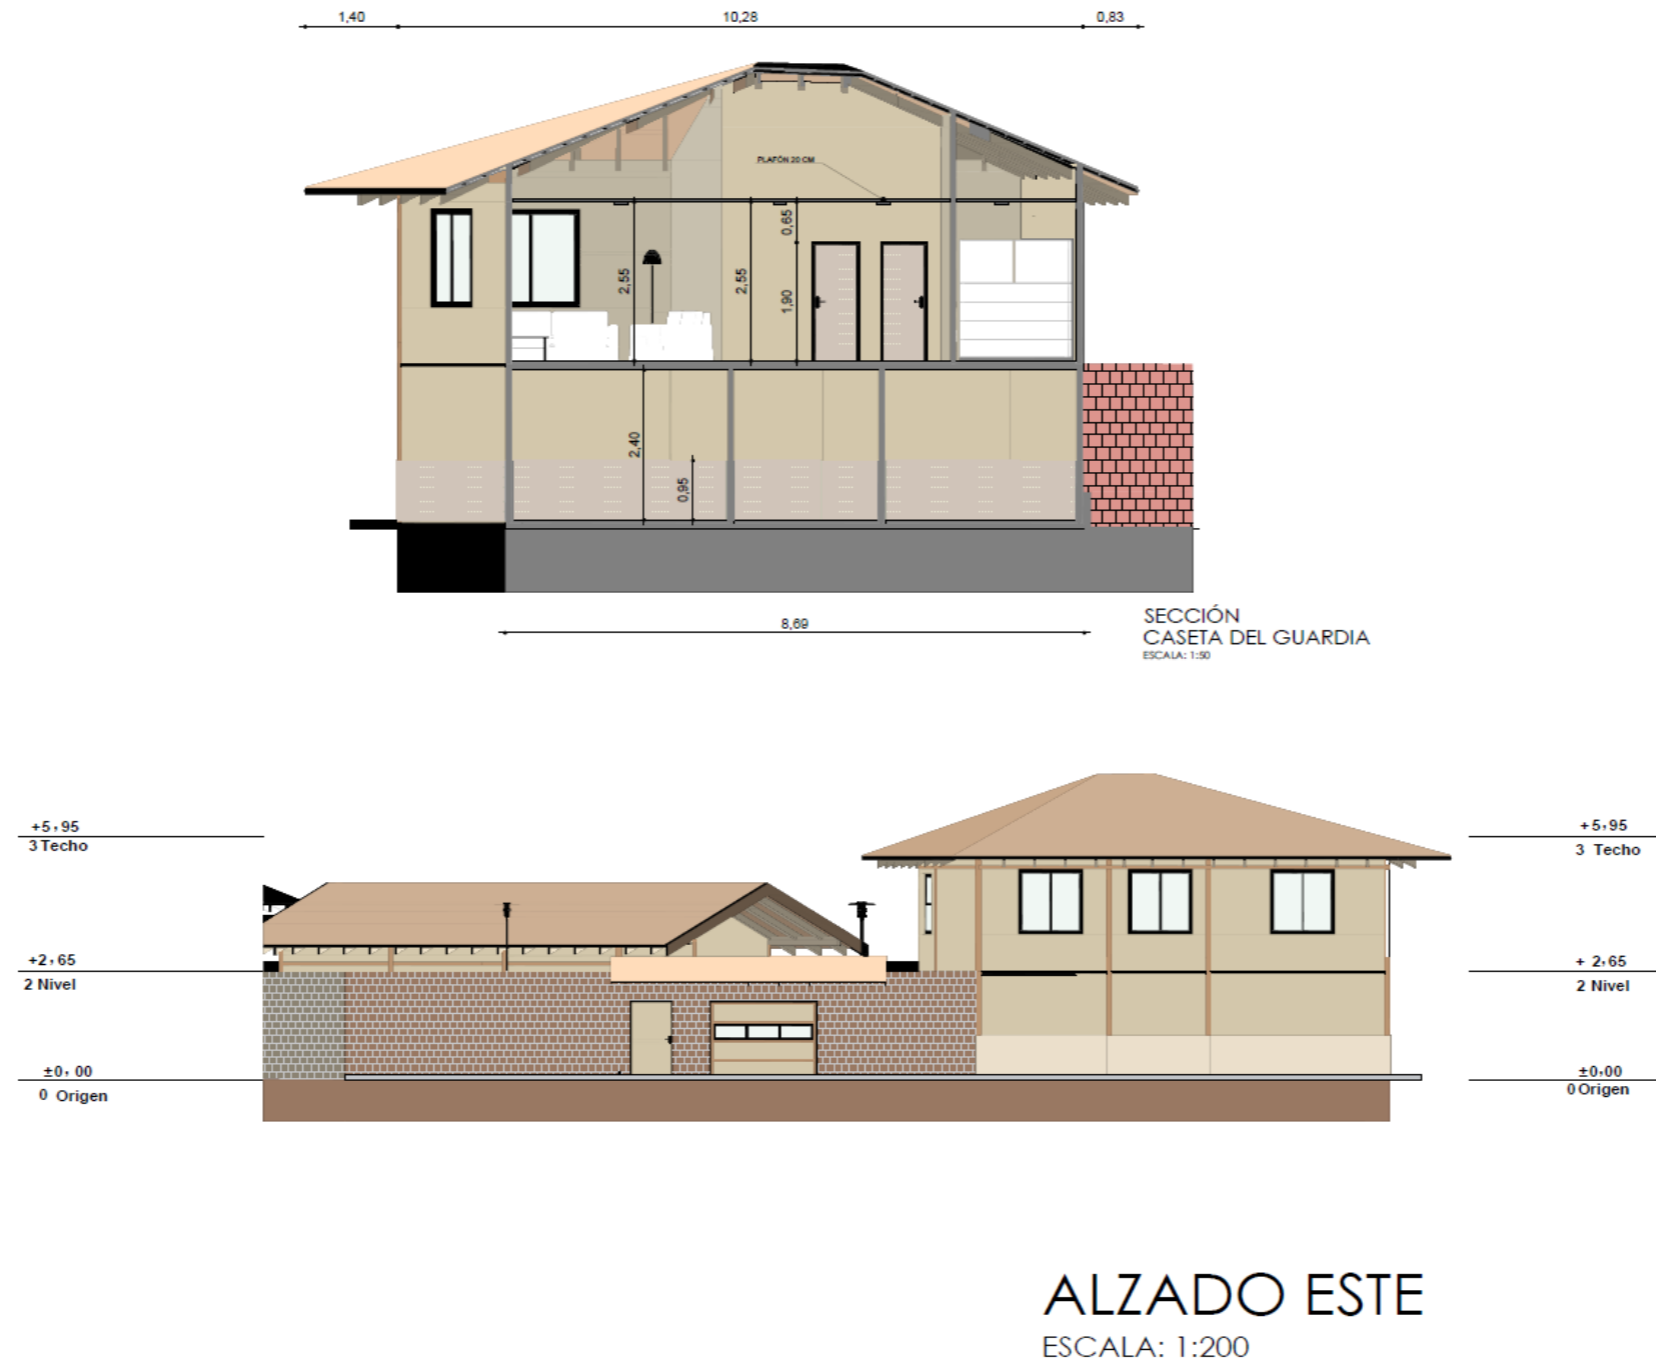 1,40 10,28 0,83
PLAFÓN 20 CM
0,65
2,55 2,55
1,90
2,40
0,95
8,69
SECCIÓN
CASETA DEL GUARDIA
ESCALA: 1:50
+5,95 +5,95
3 Techo 3 Techo
+2,65 + 2,65
2 Nivel 2 Nivel
±0,00 ±0,00
0 Origen 0 Origen
ALZADO ESTE
ESCALA: 1:200